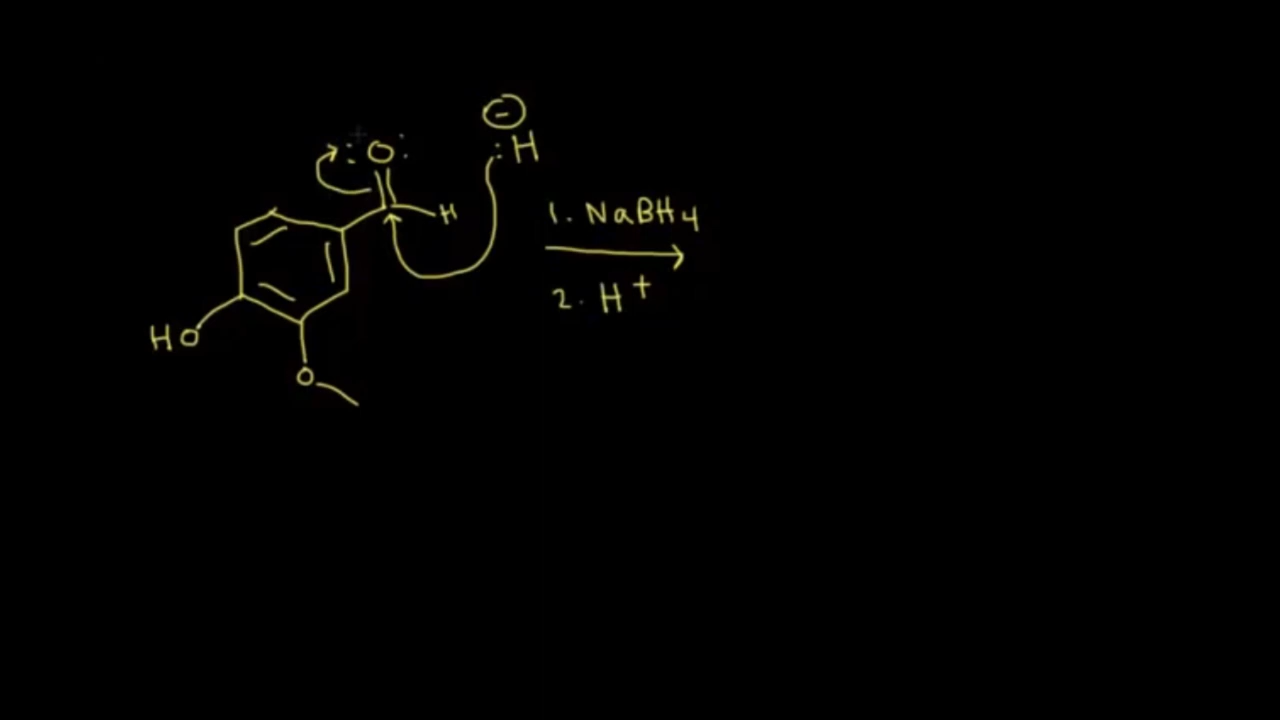 ⊖
:O:
:H
H
1. NaBH4
2. H+
HO
O